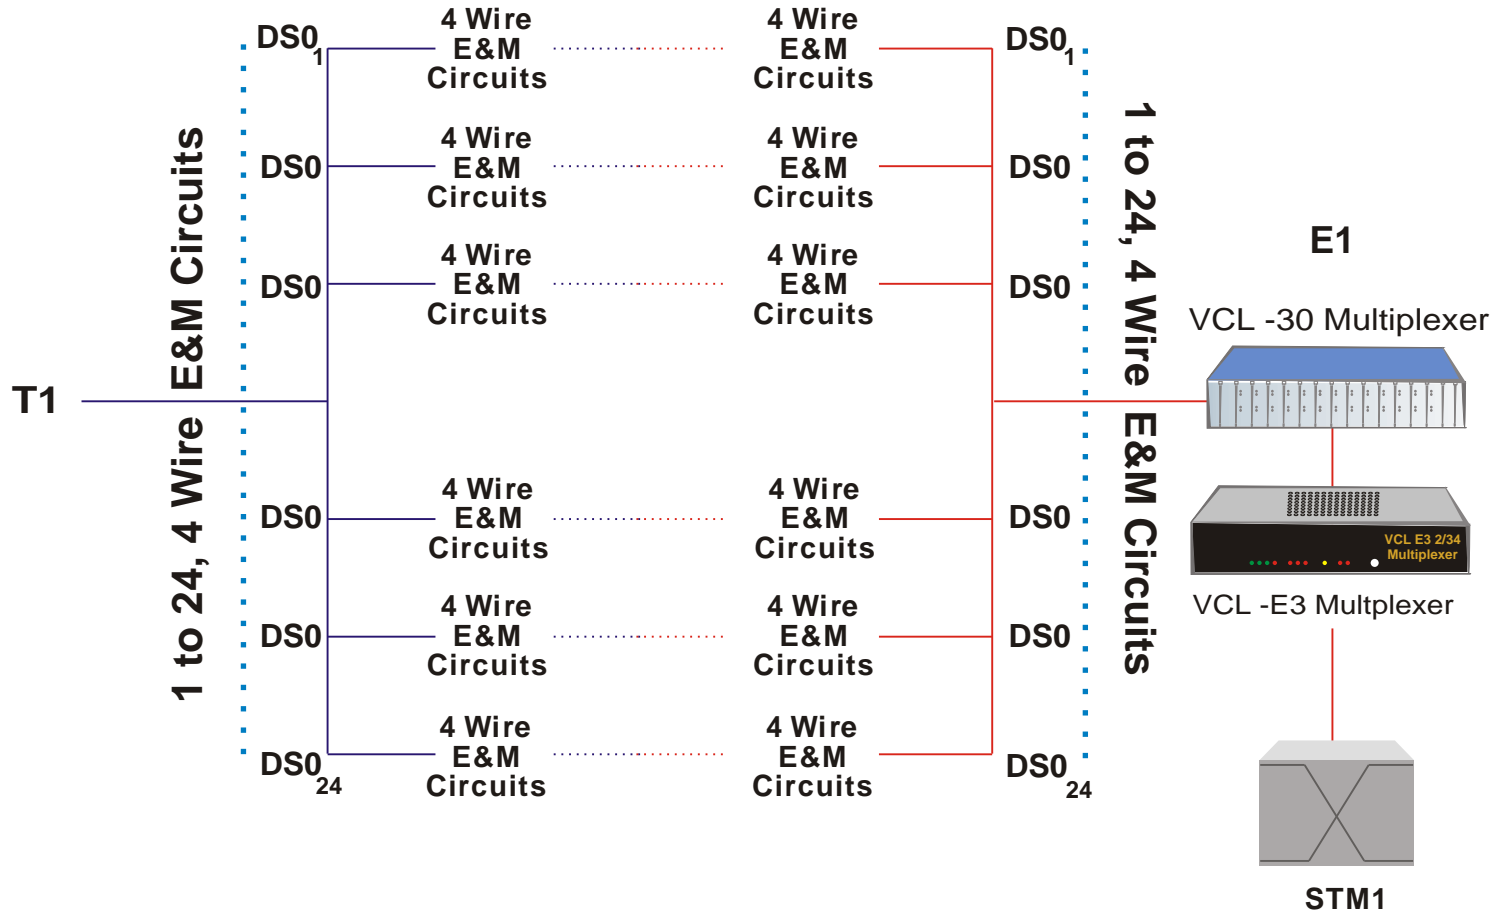 DS0 1
4 Wire
E&M
Circuits
4 Wire
E&M
Circuits
DS0 1
DS0
4 Wire
E&M
Circuits
4 Wire
E&M
Circuits
DS0
DS0
4 Wire
E&M
Circuits
4 Wire
E&M
Circuits
DS0
1 to 24, 4 Wire E&M Circuits
T1
DS0
4 Wire
E&M
Circuits
4 Wire
E&M
Circuits
DS0
DS0
4 Wire
E&M
Circuits
4 Wire
E&M
Circuits
DS0
DS0 24
4 Wire
E&M
Circuits
4 Wire
E&M
Circuits
DS0 24
1 to 24, 4 Wire E&M Circuits
E1
VCL -30 Multiplexer
VCL E3 2/34
Multiplexer
VCL -E3 Multplexer
STM1